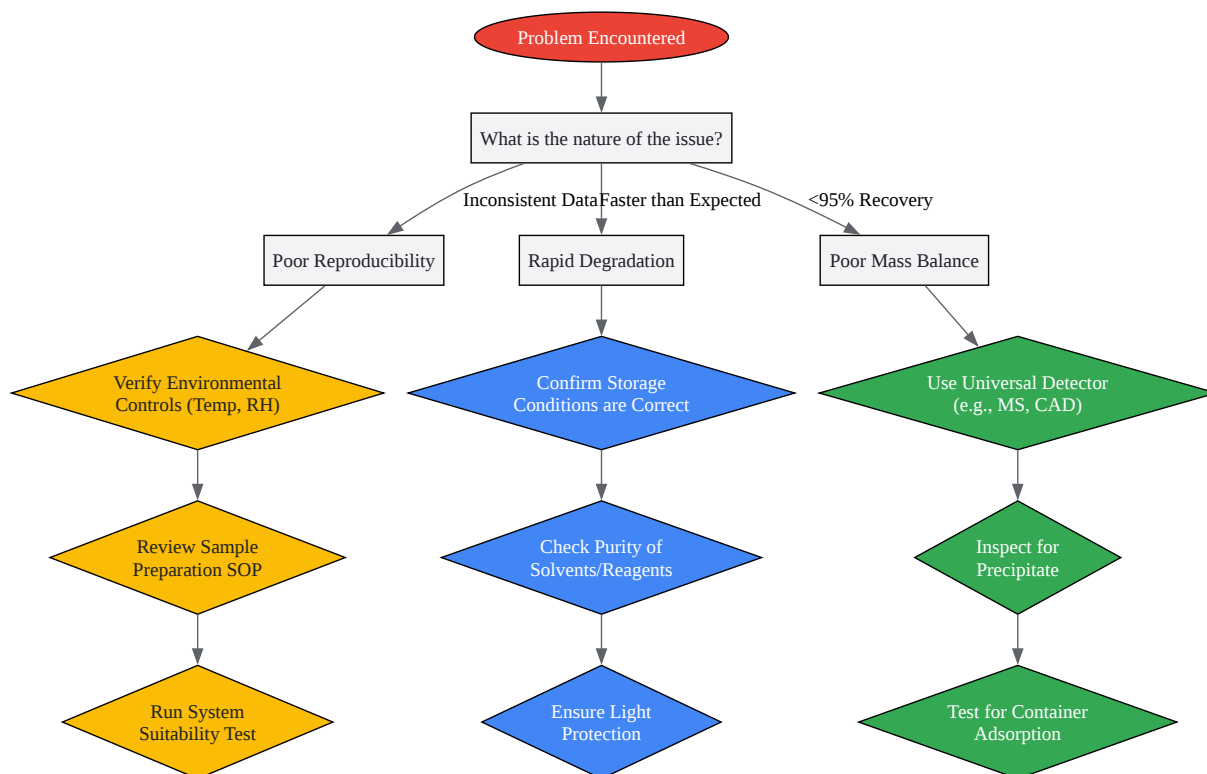 Problem Encountered
What is the nature of the issue?
Inconsistent Data
Faster than Expected
<95% Recovery
Poor Reproducibility
Rapid Degradation
Poor Mass Balance
Verify Environmental
Controls (Temp, RH)
Confirm Storage
Conditions are Correct
Use Universal Detector
(e.g., MS, CAD)
Review Sample
Preparation SOP
Check Purity of
Solvents/Reagents
Inspect for
Precipitate
Run System
Suitability Test
Ensure Light
Protection
Test for Container
Adsorption